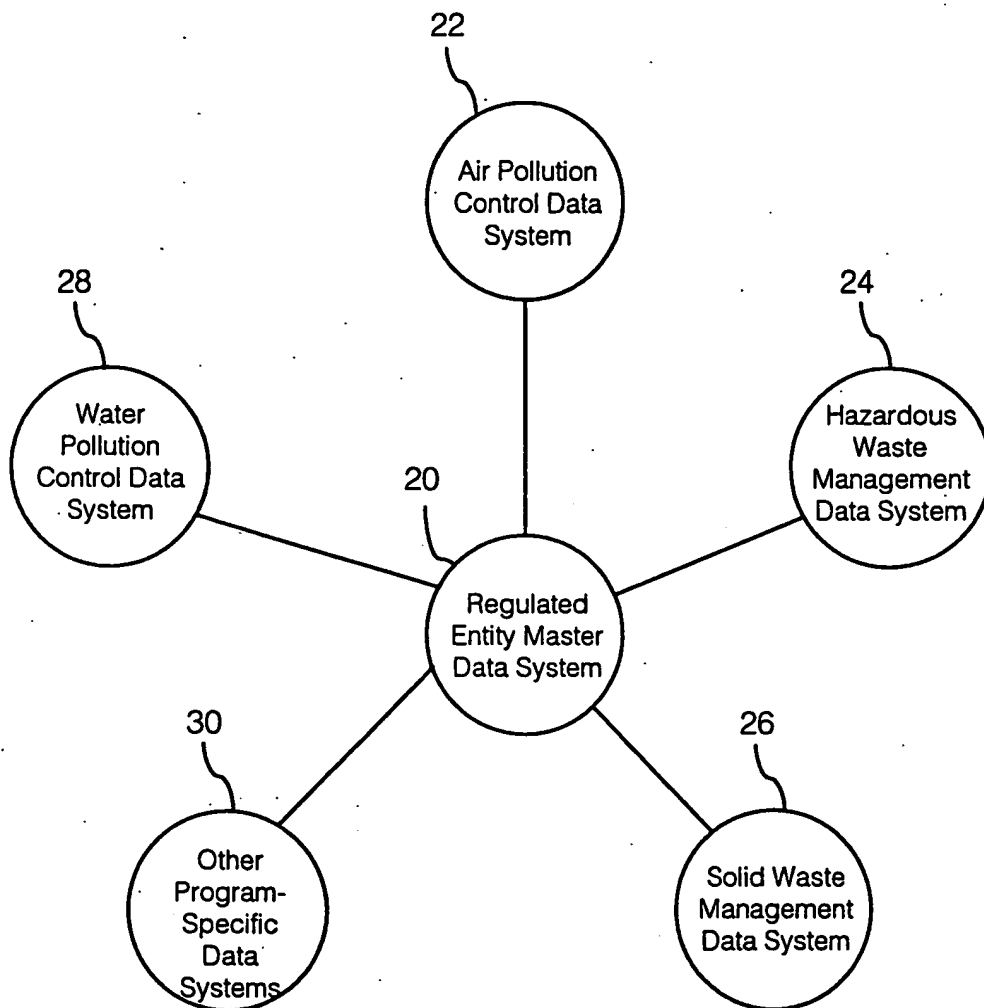 22
Air Pollution
Control Data
System
28
Water
Pollution
Control Data
System
24
Hazardous
Waste
Management
Data System
20
Regulated
Entity Master
Data System
30
Other
Program-
Specific
Data
Systems
26
Solid Waste
Management
Data System